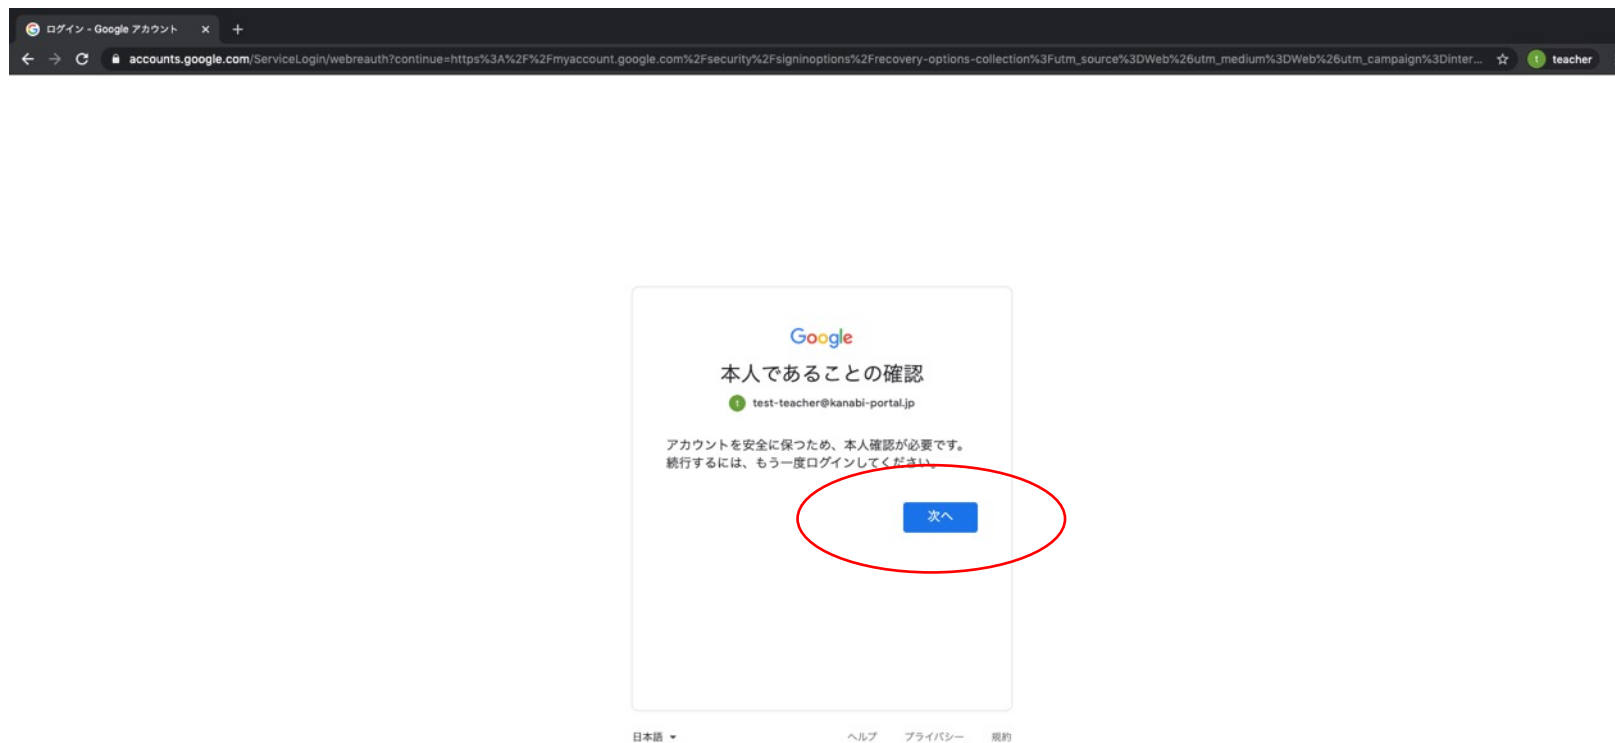 ログイン - Google アカウント
accounts.google.com/ServiceLogin/webreauth?continue=https%3A%2F%2Fmyaccount.google.com%2Fsecurity%2Fsigninoptions%2Frecovery-options-collection%3Futm_source%3DWeb%26utm_medium%3DWeb%26utm_campaign%3Dinter...
t teacher
Google
本人であることの確認
t test-teacher@kanabi-portal.jp
アカウントを安全に保つため、本人確認が必要です。
続行するには、もう一度ログインしてください。
次へ
日本語 ヘルプ プライバシー 規約